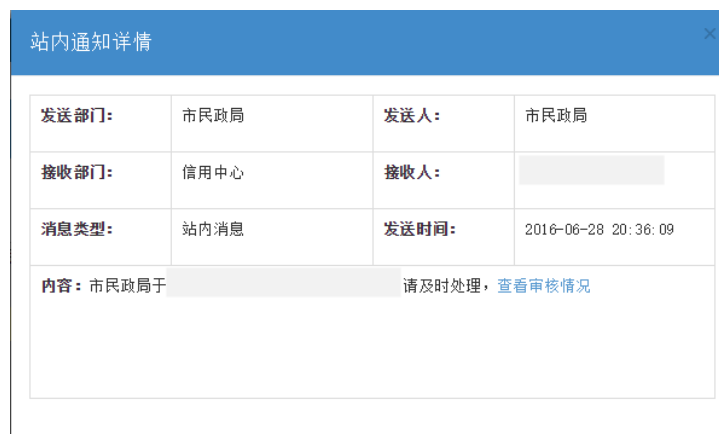 站内通知详情 ×
发送部门: 市民政局 发送人: 市民政局
接收部门: 信用中心 接收人:
消息类型: 站内消息 发送时间: 2016-06-28 20:36:09
内容: 市民政局于 请及时处理, 查看审核情况